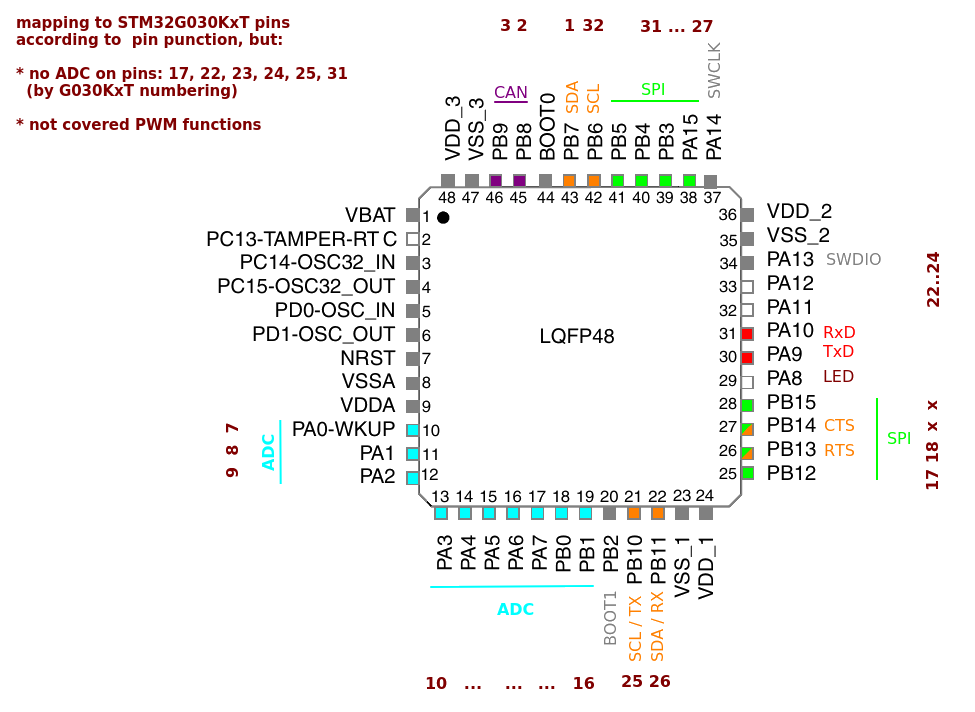 mapping to STM32G030KxT pins
according to  pin punction, but:
* no ADC on pins: 17, 22, 23, 24, 25, 31
(by G030KxT numbering)
* not covered PWM functions
3 2 1 32 31 ... 27
CAN SDA SCL SPI SWCLK
VDD_3 VSS_3 PB9 PB8 BOOT0 PB7 PB6 PB5 PB4 PB3 PA15 PA14
48 47 46 45 44 43 42 41 40 39 38 37
VBAT 1
PC13-TAMPER-RTC 2
PC14-OSC32_IN 3
PC15-OSC32_OUT 4
PD0-OSC_IN 5
PD1-OSC_OUT 6
NRST 7
VSSA 8
VDDA 9
PA0-WKUP 10
PA1 11
PA2 12
ADC
9 8 7
LQFP48
36 VDD_2
35 VSS_2
34 PA13 SWDIO
33 PA12
32 PA11
31 PA10 RxD
30 PA9 TxD
29 PA8 LED
28 PB15
27 PB14 CTS
26 PB13 RTS
25 PB12
SPI
22..24
17 18 x x
13 14 15 16 17 18 19 20 21 22 23 24
PA3 PA4 PA5 PA6 PA7 PB0 PB1 PB2 PB10 PB11 VSS_1 VDD_1
ADC BOOT1 SCL / TX SDA / RX
10 ... ... ... 16 25 26